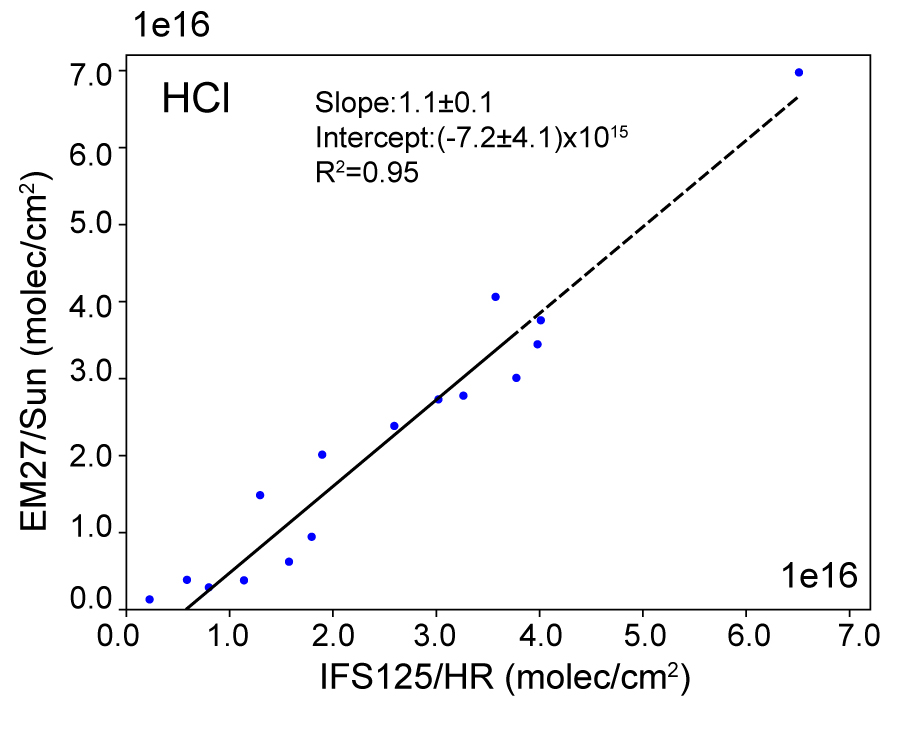 1e16
HCl
Slope:1.1±0.1
Intercept:(-7.2±4.1)x10¹⁵
R²=0.95
7.0
6.0
5.0
4.0
3.0
2.0
1.0
0.0
EM27/Sun (molec/cm²)
1e16
0.0 1.0 2.0 3.0 4.0 5.0 6.0 7.0
IFS125/HR (molec/cm²)